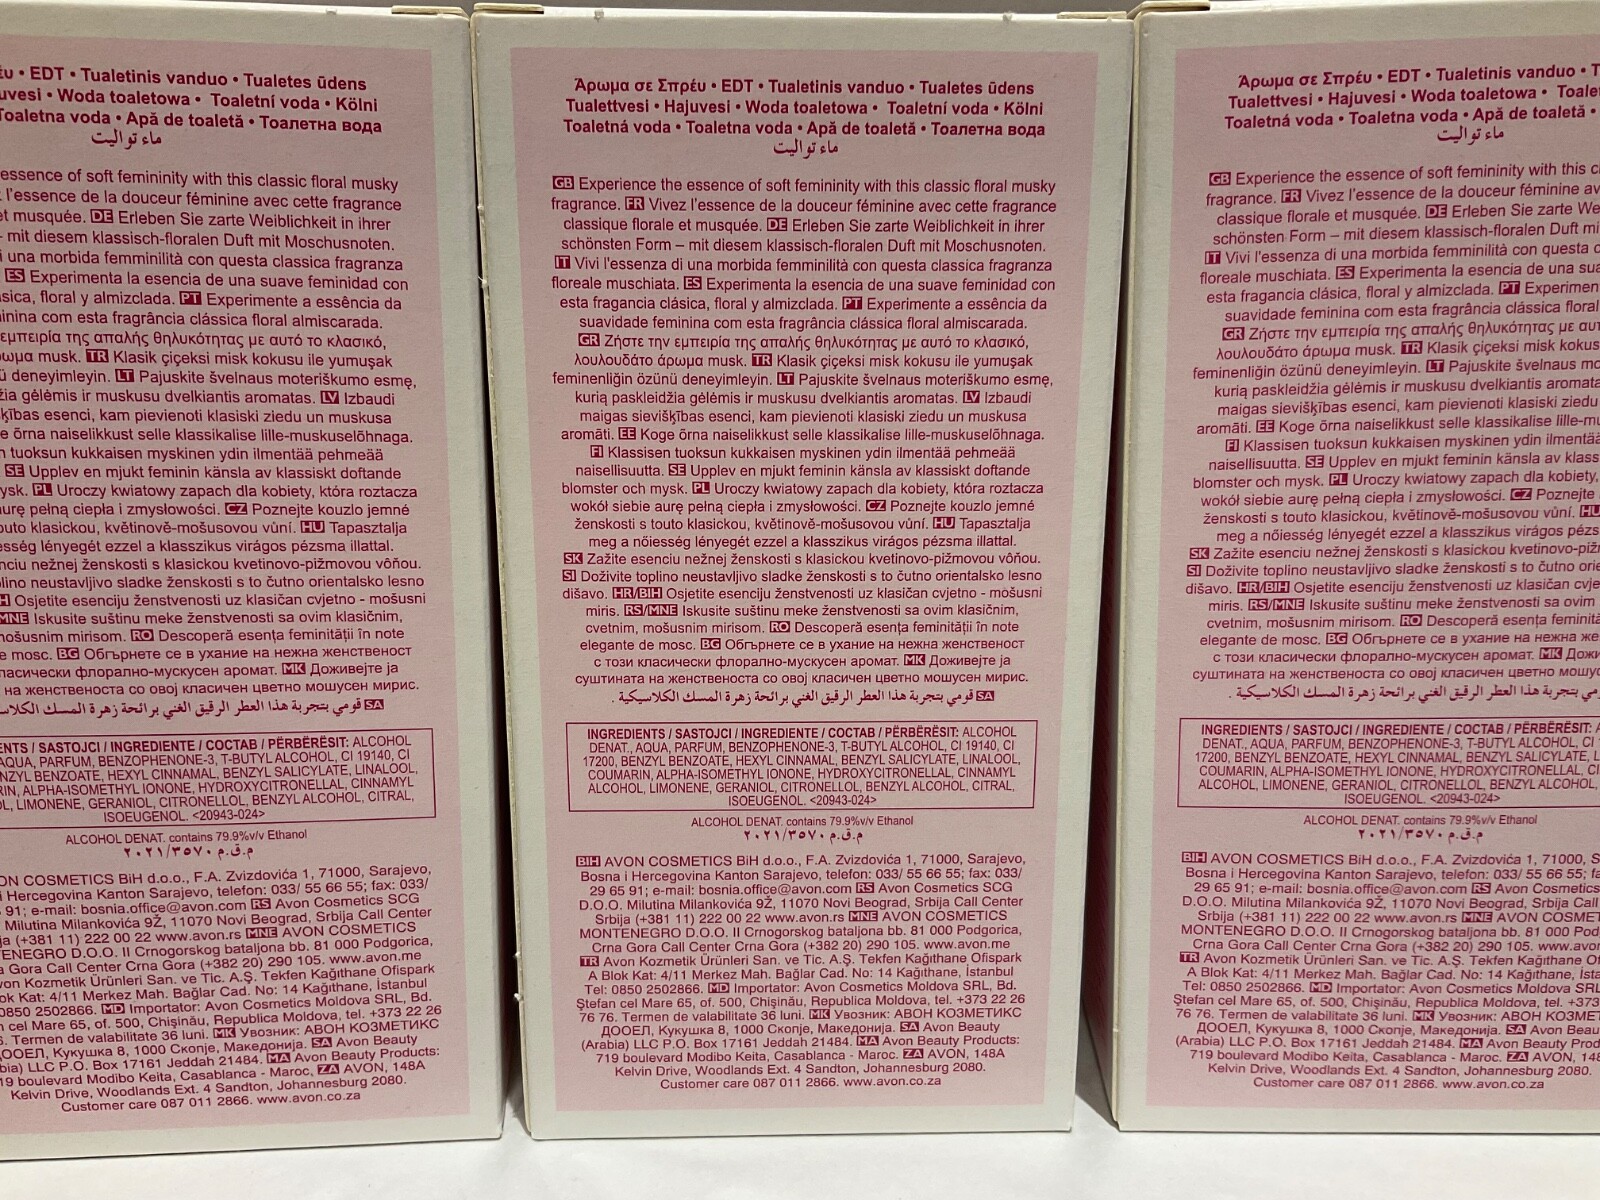 Άρωμα σε Σπρέυ • EDT • Tualetinis vanduo • Tualetes ūdens
Tualettvesi • Hajuvesi • Woda toaletowa • Toaletní voda • Kölni
Toaletná voda • Toaletna voda • Apă de toaletă • Тоалетна вода
ماء تواليت
GB Experience the essence of soft femininity with this classic floral musky
fragrance. FR Vivez l'essence de la douceur féminine avec cette fragrance
classique florale et musquée. DE Erleben Sie zarte Weiblichkeit in ihrer
schönsten Form – mit diesem klassisch-floralen Duft mit Moschusnoten.
IT Vivi l'essenza di una morbida femminilità con questa classica fragranza
floreale muschiata. ES Experimenta la esencia de una suave feminidad con
esta fragancia clásica, floral y almizclada. PT Experimente a essência da
suavidade feminina com esta fragrância clássica floral almiscarada.
GR Ζήστε την εμπειρία της απαλής θηλυκότητας με αυτό το κλασικό,
λουλουδάτο άρωμα musk. TR Klasik çiçeksi misk kokusu ile yumuşak
feminenliğin özünü deneyimleyin. LT Pajuskite švelnaus moteriškumo esmę,
kurią paskleidžia gėlėmis ir muskusu dvelkiantis aromatas. LV Izbaudi
maigas sievišķības esenci, kam pievienoti klasiski ziedu un muskusa
aromāti. EE Koge õrna naiselikkust selle klassikalise lille-muskuselõhnaga.
FI Klassisen tuoksun kukkaisen myskinen ydin ilmentää pehmeää
naisellisuutta. SE Upplev en mjukt feminin känsla av klassiskt doftande
blomster och mysk. PL Uroczy kwiatowy zapach dla kobiety, która roztacza
wokół siebie aurę pełną ciepła i zmysłowości. CZ Poznejte kouzlo jemné
ženskosti s touto klasickou, květinově-mošusovou vůní. HU Tapasztalja
meg a nőiesség lényegét ezzel a klasszikus virágos pézsma illattal.
SK Zažite esenciu nežnej ženskosti s klasickou kvetinovo-pižmovou vôňou.
SI Doživite toplino neustavljivo sladke ženskosti s to čutno orientalsko lesno
dišavo. HR/BIH Osjetite esenciju ženstvenosti uz klasičan cvjetno - mošusni
miris. RS/MNE Iskusite suštinu meke ženstvenosti sa ovim klasičnim,
cvetnim, mošusnim mirisom. RO Descoperă esența feminității în note
elegante de mosc. BG Обгърнете се в ухание на нежна женственост
с този класически флорално-мускусен аромат. MK Доживејте ја
суштината на женственоста со овој класичен цветно мошусен мирис.
SA قومي بتجربة هذا العطر الرقيق الغني برائحة زهرة المسك الكلاسيكية .
INGREDIENTS / SASTOJCI / INGREDIENTE / СОСТАВ / PËRBËRËSIT: ALCOHOL
DENAT., AQUA, PARFUM, BENZOPHENONE-3, T-BUTYL ALCOHOL, CI 19140, CI
17200, BENZYL BENZOATE, HEXYL CINNAMAL, BENZYL SALICYLATE, LINALOOL,
COUMARIN, ALPHA-ISOMETHYL IONONE, HYDROXYCITRONELLAL, CINNAMYL
ALCOHOL, LIMONENE, GERANIOL, CITRONELLOL, BENZYL ALCOHOL, CITRAL,
ISOEUGENOL. <20943-024>
ALCOHOL DENAT. contains 79.9%v/v Ethanol
م.ق.م ٢٠٢١/٣٥٧٠
BIH AVON COSMETICS BiH d.o.o., F.A. Zvizdovića 1, 71000, Sarajevo,
Bosna i Hercegovina Kanton Sarajevo, telefon: 033/ 55 66 55; fax: 033/
29 65 91; e-mail: bosnia.office@avon.com RS Avon Cosmetics SCG
D.O.O. Milutina Milankovića 9Ž, 11070 Novi Beograd, Srbija Call Center
Srbija (+381 11) 222 00 22 www.avon.rs MNE AVON COSMETICS
MONTENEGRO D.O.O. II Crnogorskog bataljona bb. 81 000 Podgorica,
Crna Gora Call Center Crna Gora (+382 20) 290 105. www.avon.me
TR Avon Kozmetik Ürünleri San. ve Tic. A.Ş. Tekfen Kağıthane Ofispark
A Blok Kat: 4/11 Merkez Mah. Bağlar Cad. No: 14 Kağıthane, İstanbul
Tel: 0850 2502866. MD Importator: Avon Cosmetics Moldova SRL, Bd.
Ştefan cel Mare 65, of. 500, Chişinău, Republica Moldova, tel. +373 22 26
76 76. Termen de valabilitate 36 luni. MK Увозник: АВОН КОЗМЕТИКС
ДООЕЛ, Кукушка 8, 1000 Скопје, Македонија. SA Avon Beauty
(Arabia) LLC P.O. Box 17161 Jeddah 21484. MA Avon Beauty Products:
719 boulevard Modibo Keita, Casablanca - Maroc. ZA AVON, 148A
Kelvin Drive, Woodlands Ext. 4 Sandton, Johannesburg 2080.
Customer care 087 011 2866. www.avon.co.za